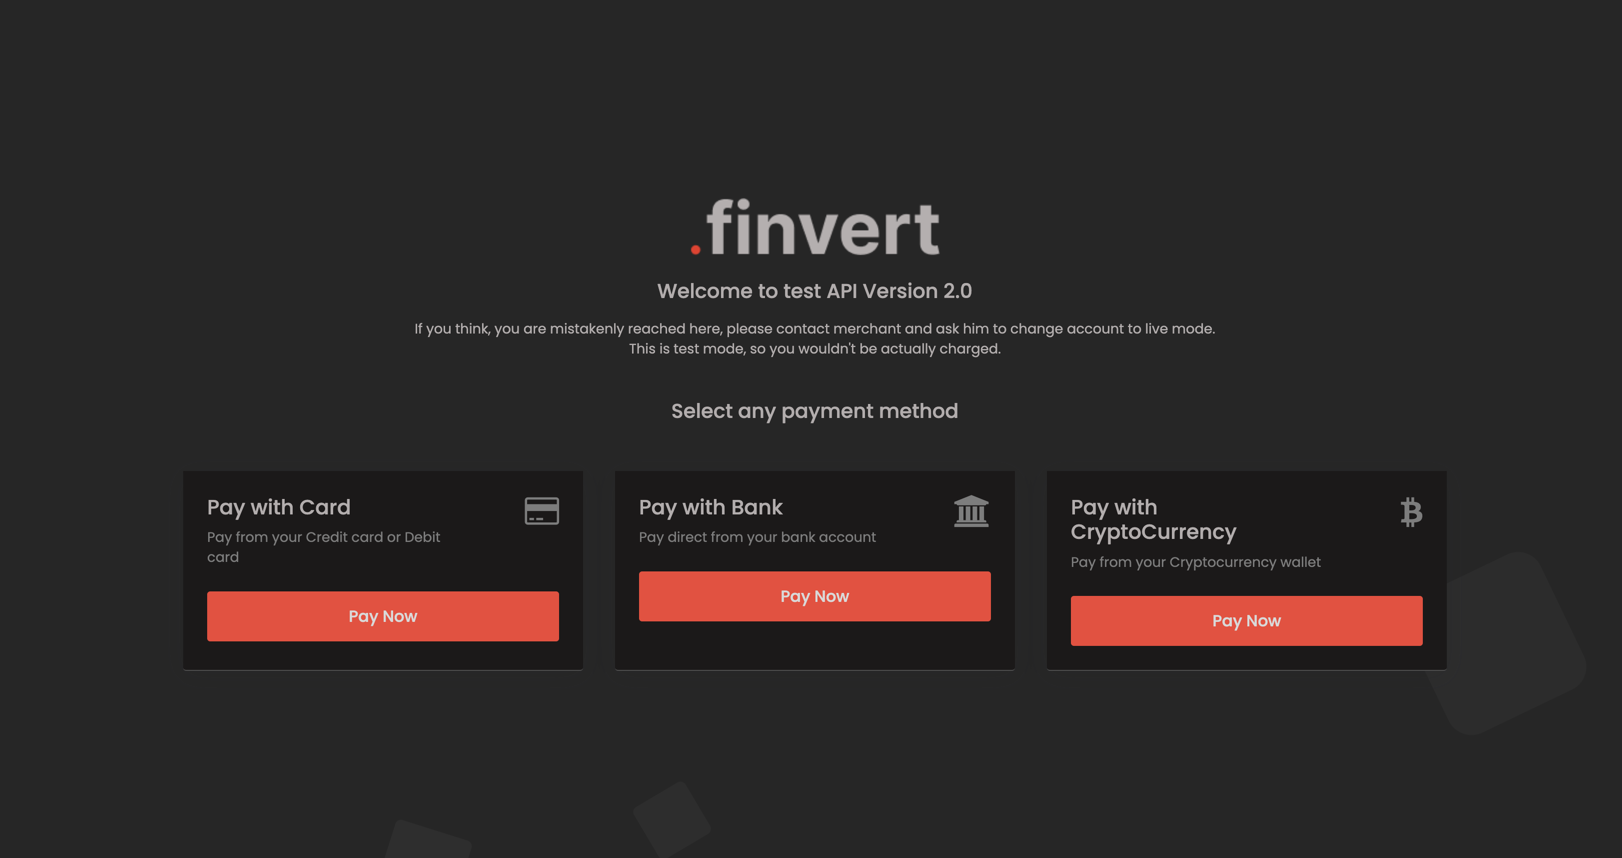 .finvert
Welcome to test API Version 2.0
If you think, you are mistakenly reached here, please contact merchant and ask him to change account to live mode.
This is test mode, so you wouldn't be actually charged.
Select any payment method
Pay with Card
Pay from your Credit card or Debit
card
Pay Now
Pay with Bank
Pay direct from your bank account
Pay Now
Pay with
CryptoCurrency
Pay from your Cryptocurrency wallet
Pay Now